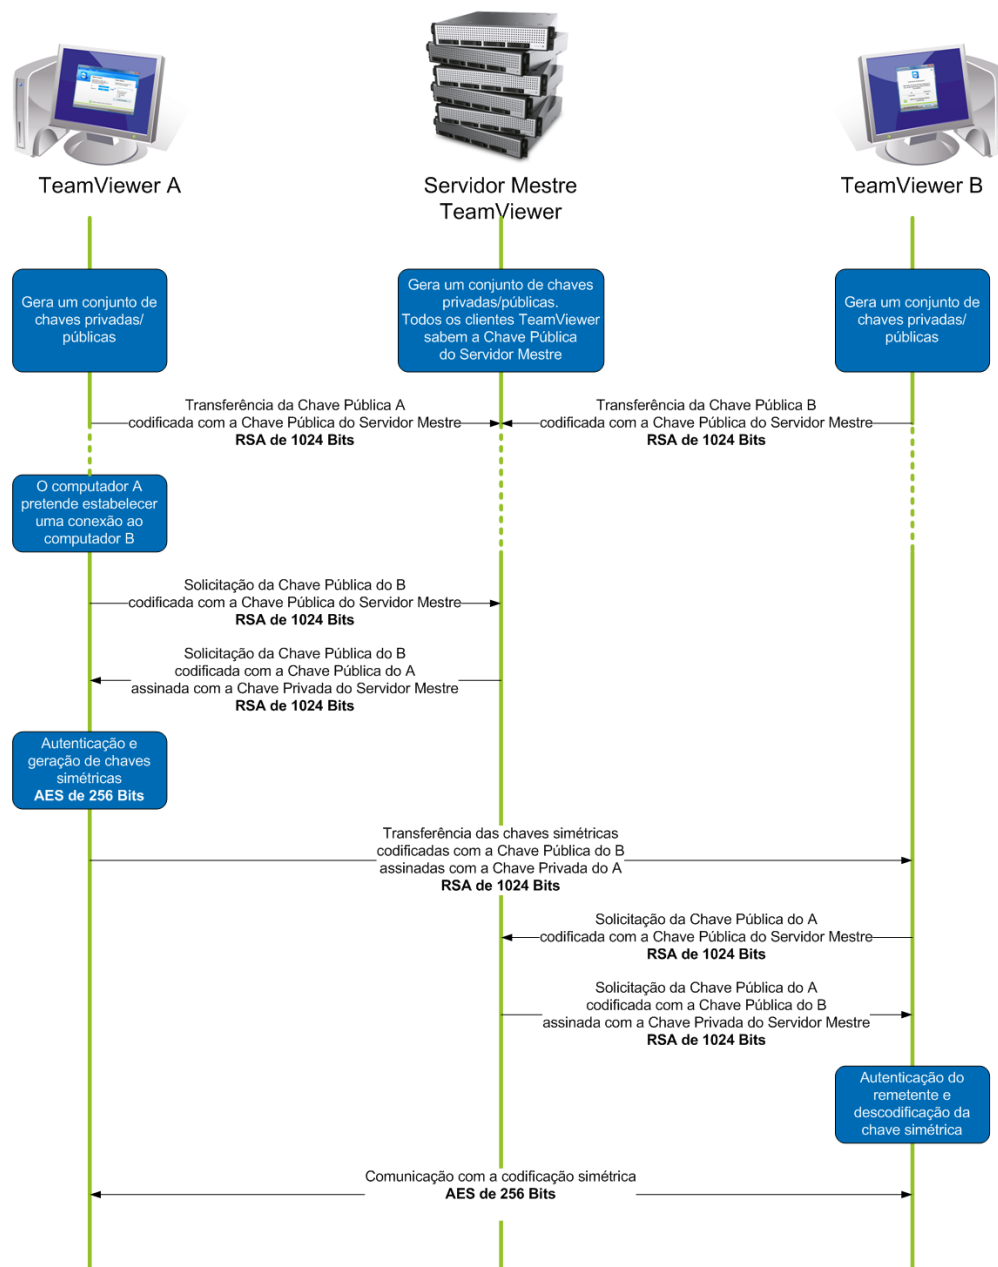 TeamViewer A
Servidor Mestre
TeamViewer
TeamViewer B
Gera um conjunto de
chaves privadas/
públicas
Gera um conjunto de chaves
privadas/públicas.
Todos os clientes TeamViewer
sabem a Chave Pública
do Servidor Mestre
Gera um conjunto de
chaves privadas/
públicas
Transferência da Chave Pública A
codificada com a Chave Pública do Servidor Mestre
RSA de 1024 Bits
Transferência da Chave Pública B
codificada com a Chave Pública do Servidor Mestre
RSA de 1024 Bits
O computador A
pretende estabelecer
uma conexão ao
computador B
Solicitação da Chave Pública do B
codificada com a Chave Pública do Servidor Mestre
RSA de 1024 Bits
Solicitação da Chave Pública do B
codificada com a Chave Pública do A
assinada com a Chave Privada do Servidor Mestre
RSA de 1024 Bits
Autenticação e
geração de chaves
simétricas
AES de 256 Bits
Transferência das chaves simétricas
codificadas com a Chave Pública do B
assinadas com a Chave Privada do A
RSA de 1024 Bits
Solicitação da Chave Pública do A
codificada com a Chave Pública do Servidor Mestre
RSA de 1024 Bits
Solicitação da Chave Pública do A
codificada com a Chave Pública do B
assinada com a Chave Privada do Servidor Mestre
RSA de 1024 Bits
Autenticação do
remetente e
descodificação da
chave simétrica
Comunicação com a codificação simétrica
AES de 256 Bits